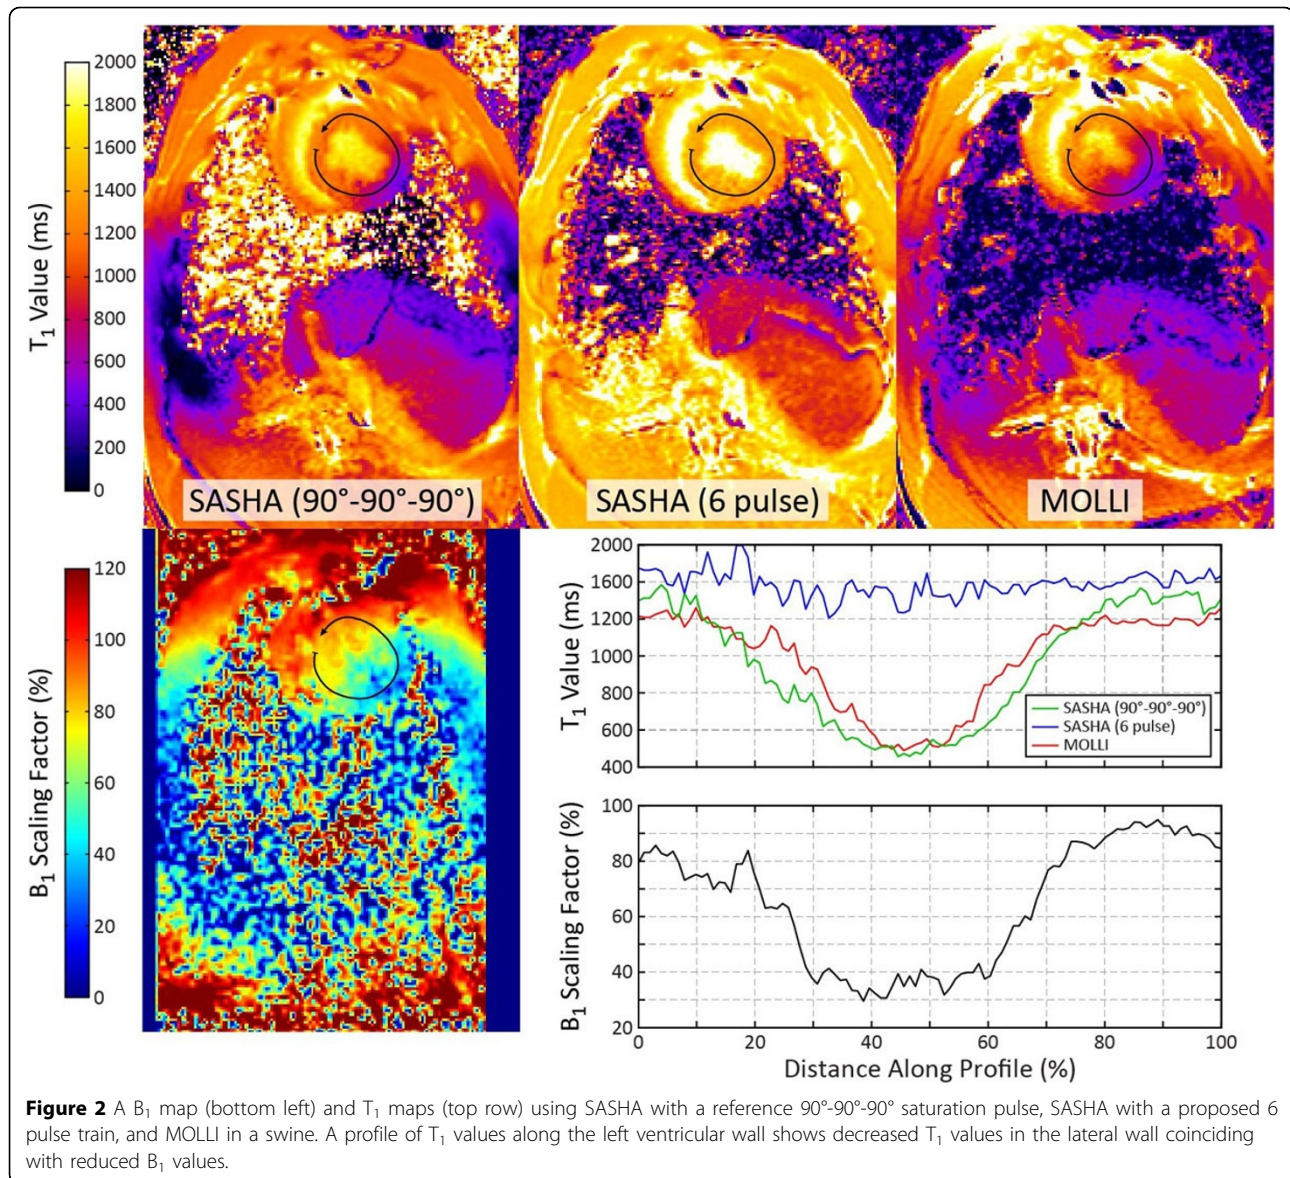 2000
1800
1600
1400
1200
1000
800
600
400
200
0
T₁ Value (ms)
SASHA (90°-90°-90°)
SASHA (6 pulse)
MOLLI
120
100
80
60
40
20
0
B₁ Scaling Factor (%)
2000
1600
1200
1000
800
600
400
T₁ Value (ms)
SASHA (90°-90°-90°)
SASHA (6 pulse)
MOLLI
100
80
60
40
20
B₁ Scaling Factor (%)
0 20 40 60 80 100
Distance Along Profile (%)
Figure 2 A B₁ map (bottom left) and T₁ maps (top row) using SASHA with a reference 90°-90°-90° saturation pulse, SASHA with a proposed 6
pulse train, and MOLLI in a swine. A profile of T₁ values along the left ventricular wall shows decreased T₁ values in the lateral wall coinciding
with reduced B₁ values.